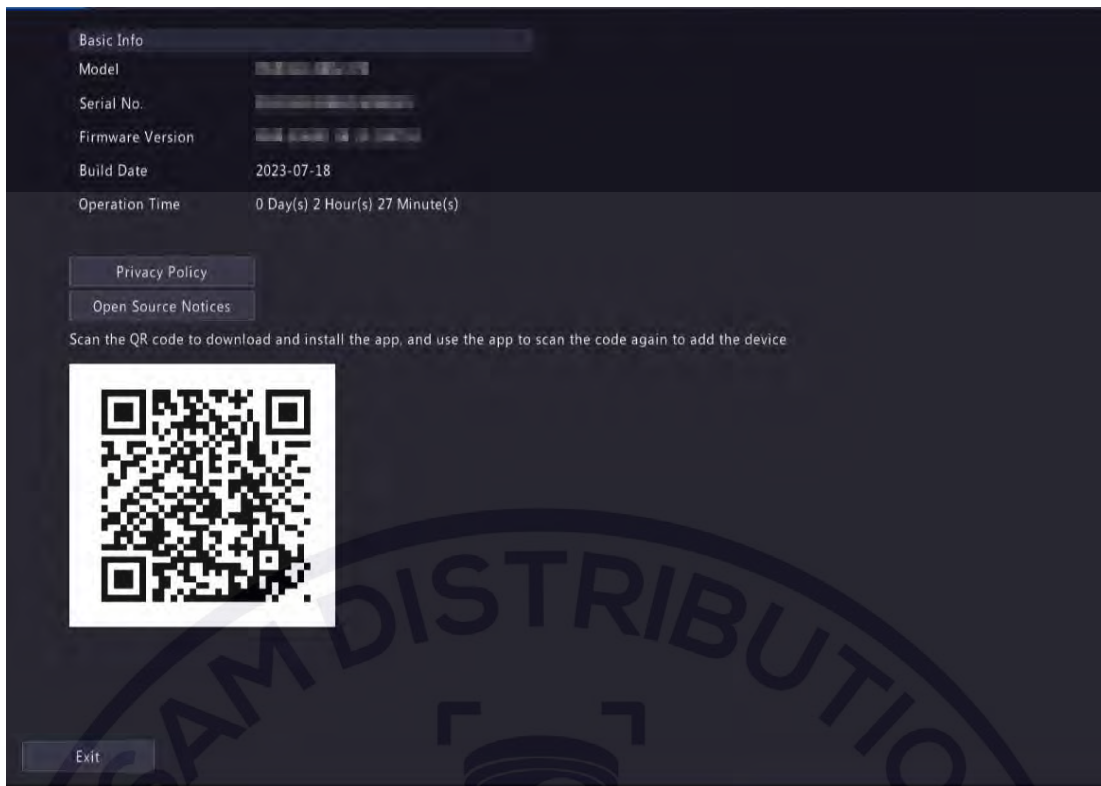 Basic Info
Model
Serial No.
Firmware Version
Build Date 2023-07-18
Operation Time 0 Day(s) 2 Hour(s) 27 Minute(s)
Privacy Policy
Open Source Notices
Scan the QR code to download and install the app, and use the app to scan the code again to add the device
DISTRIBUTIO
Exit